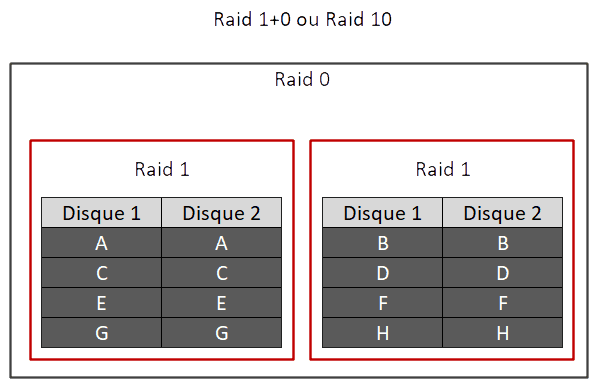 Raid 1+0 ou Raid 10
Raid 0
Raid 1
Disque 1 Disque 2
A A
C C
E E
G G
Raid 1
Disque 1 Disque 2
B B
D D
F F
H H